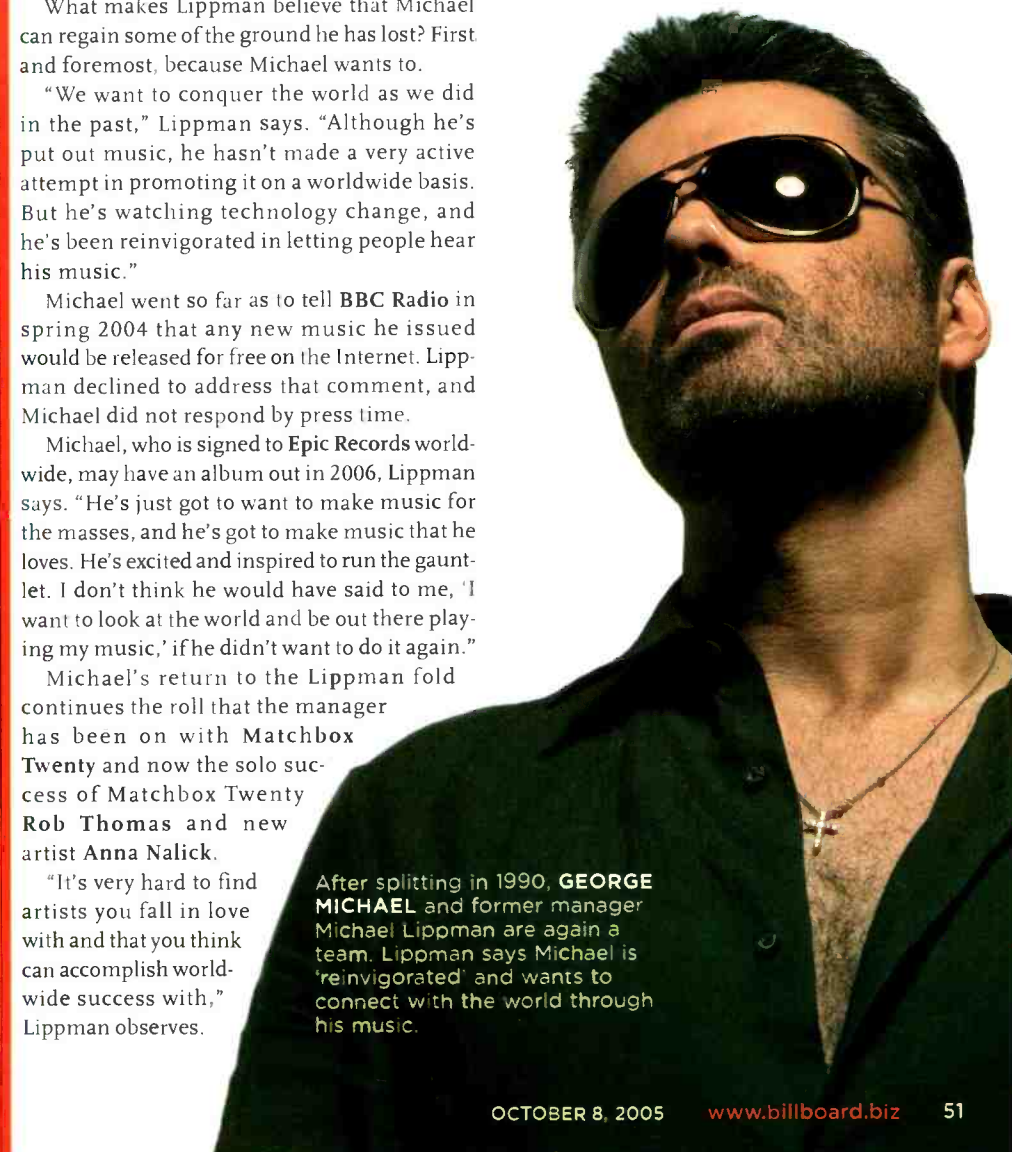 What makes Lippman believe that Michael
can regain some of the ground he has lost? First
and foremost, because Michael wants to.
“We want to conquer the world as we did
in the past,” Lippman says. “Although he’s
put out music, he hasn’t made a very active
attempt in promoting it on a worldwide basis.
But he’s watching technology change, and
he’s been reinvigorated in letting people hear
his music.”
Michael went so far as to tell BBC Radio in
spring 2004 that any new music he issued
would be released for free on the Internet. Lipp-
man declined to address that comment, and
Michael did not respond by press time.
Michael, who is signed to Epic Records world-
wide, may have an album out in 2006, Lippman
says. “He’s just got to want to make music for
the masses, and he’s got to make music that he
loves. He’s excited and inspired to run the gaunt-
let. I don’t think he would have said to me, ‘I
want to look at the world and be out there play-
ing my music,’ if he didn’t want to do it again.”
Michael’s return to the Lippman fold
continues the roll that the manager
has been on with Matchbox
Twenty and now the solo suc-
cess of Matchbox Twenty
Rob Thomas and new
artist Anna Nalick.
“It’s very hard to find
artists you fall in love
with and that you think
can accomplish world-
wide success with,”
Lippman observes.
After splitting in 1990, GEORGE
MICHAEL and former manager
Michael Lippman are again a
team. Lippman says Michael is
‘reinvigorated’ and wants to
connect with the world through
his music.
OCTOBER 8, 2005 www.billboard.biz 51